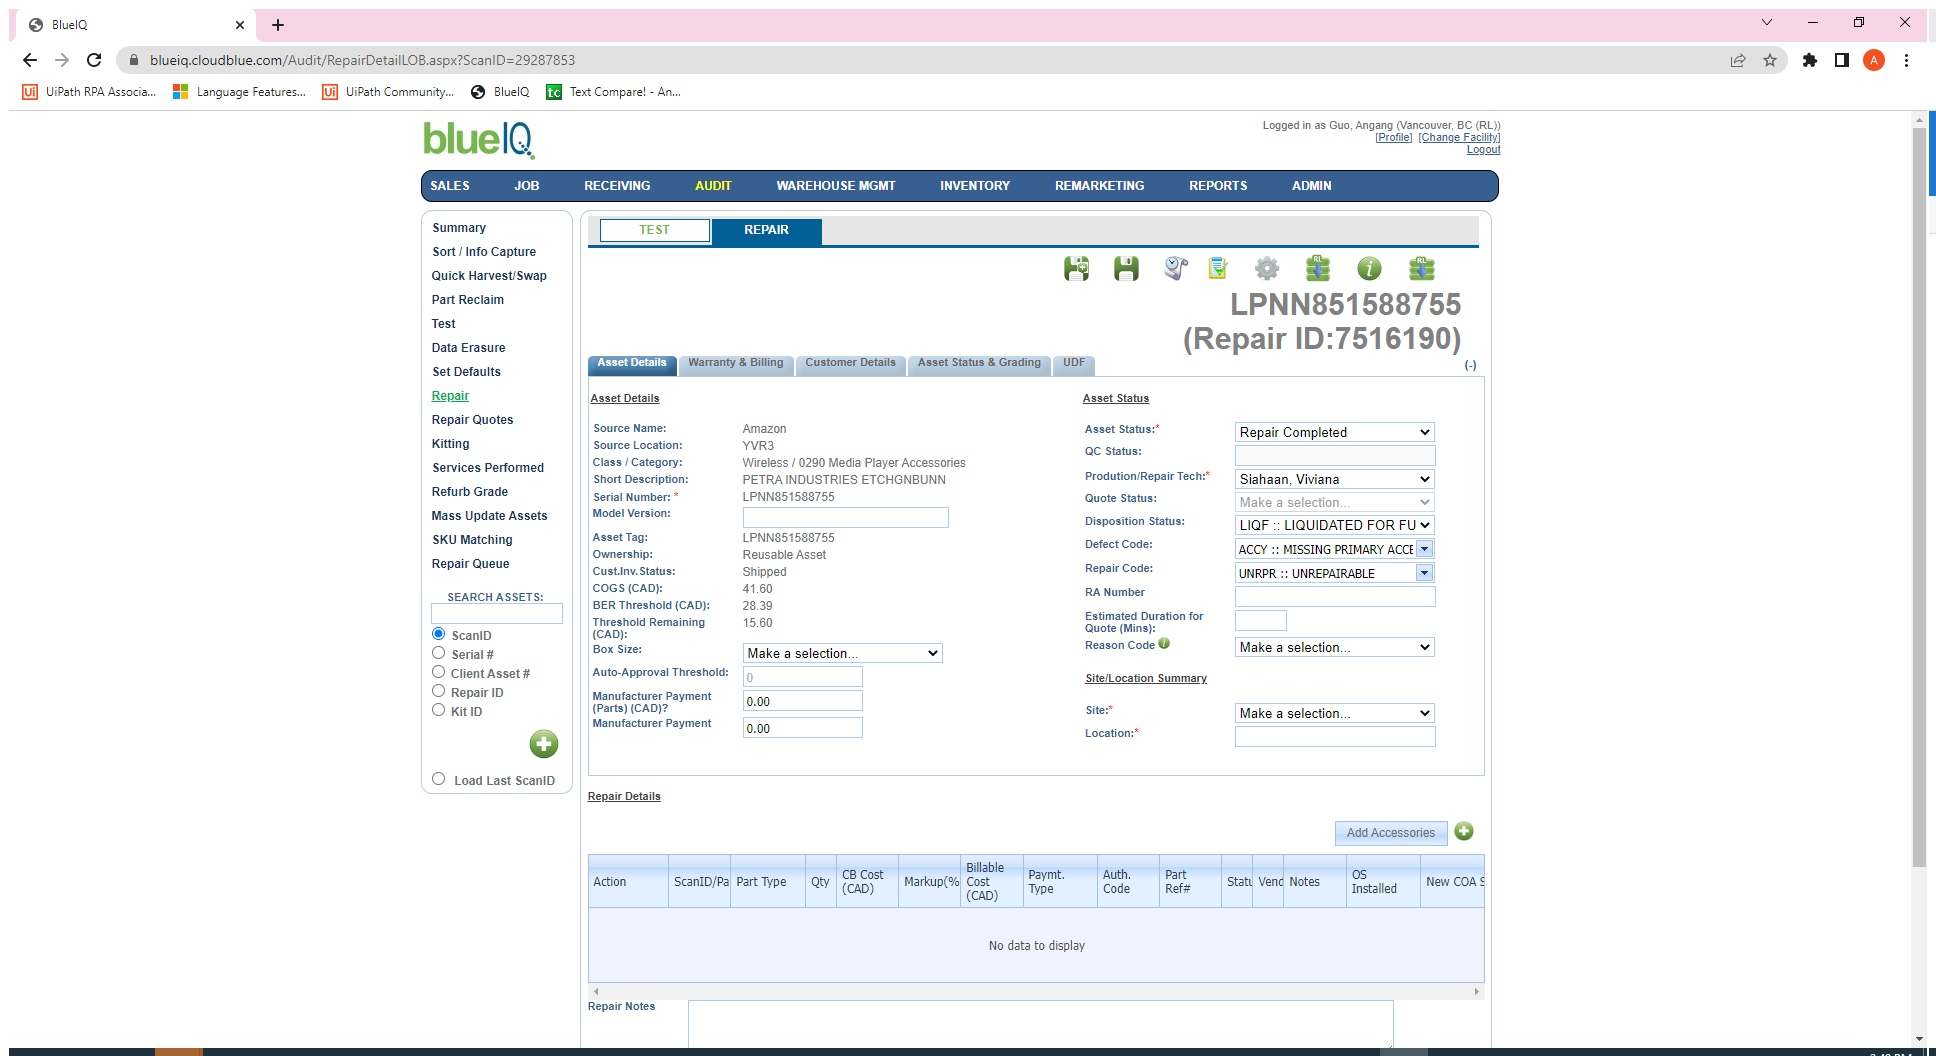 BlueIQ
blueiq.cloudblue.com/Audit/RepairDetailLOB.aspx?ScanID=29287853
A
UiPath RPA Associa...
Language Features...
UiPath Community...
BlueIQ
tc Text Compare! - An...
blueIQ
Logged in as Guo, Angang (Vancouver, BC (RL))
[Profile] [Change Facility]
Logout
SALES JOB RECEIVING AUDIT WAREHOUSE MGMT INVENTORY REMARKETING REPORTS ADMIN
Summary
Sort / Info Capture
Quick Harvest/Swap
Part Reclaim
Test
Data Erasure
Set Defaults
Repair
Repair Quotes
Kitting
Services Performed
Refurb Grade
Mass Update Assets
SKU Matching
Repair Queue
SEARCH ASSETS:
ScanID
Serial #
Client Asset #
Repair ID
Kit ID
Load Last ScanID
TEST REPAIR
LPNN851588755
(Repair ID:7516190)
Asset Details Warranty & Billing Customer Details Asset Status & Grading UDF
(-)
Asset Details
Source Name: Amazon
Source Location: YVR3
Class / Category: Wireless / 0290 Media Player Accessories
Short Description: PETRA INDUSTRIES ETCHGNBUNN
Serial Number: * LPNN851588755
Model Version:
Asset Tag: LPNN851588755
Ownership: Reusable Asset
Cust.Inv.Status: Shipped
COGS (CAD): 41.60
BER Threshold (CAD): 28.39
Threshold Remaining (CAD): 15.60
Box Size: Make a selection...
Auto-Approval Threshold: 0
Manufacturer Payment (Parts) (CAD)? 0.00
Manufacturer Payment 0.00
Asset Status
Asset Status:* Repair Completed
QC Status:
Prodution/Repair Tech:* Siahaan, Viviana
Quote Status: Make a selection...
Disposition Status: LIQF :: LIQUIDATED FOR FU
Defect Code: ACCY :: MISSING PRIMARY ACCE
Repair Code: UNRPR :: UNREPAIRABLE
RA Number
Estimated Duration for Quote (Mins):
Reason Code Make a selection...
Site/Location Summary
Site:* Make a selection...
Location:*
Repair Details
Add Accessories
Action ScanID/Pa Part Type Qty CB Cost (CAD) Markup(% Billable Cost (CAD) Paymt. Type Auth. Code Part Ref# Statu Vend Notes OS Installed New COA S
No data to display
Repair Notes